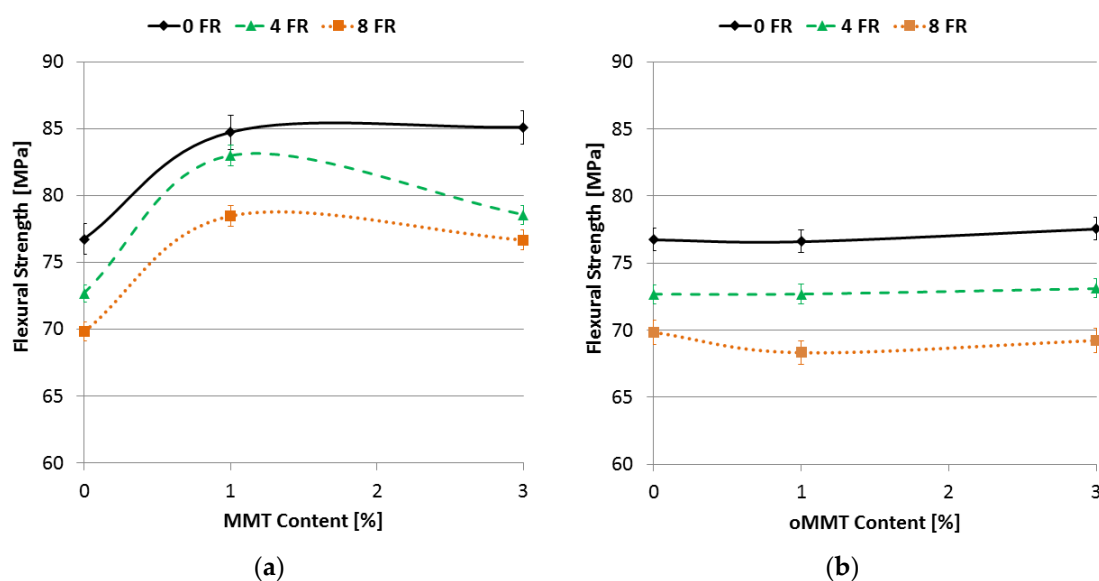 0 FR 4 FR 8 FR
90
85
80
75
70
65
60
Flexural Strength [MPa]
0 1 2 3
MMT Content [%]
(a)
0 FR 4 FR 8 FR
90
85
80
75
70
65
60
Flexural Strength [MPa]
0 1 2 3
oMMT Content [%]
(b)